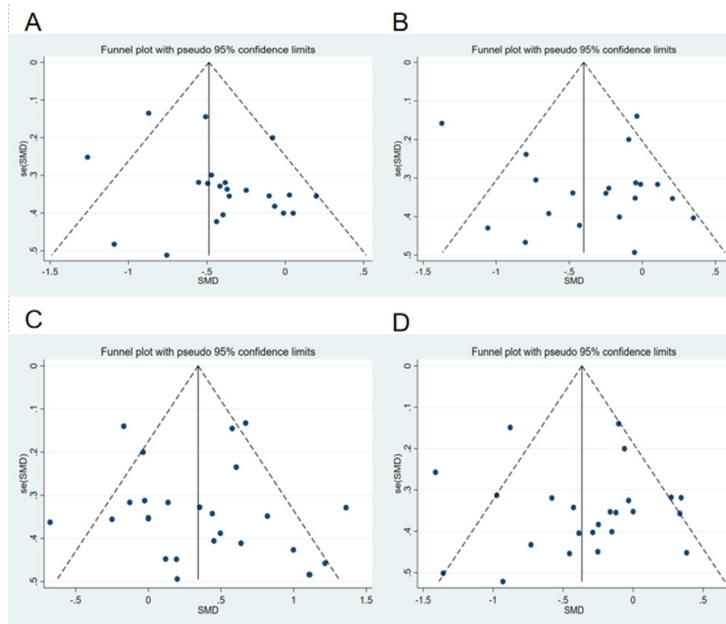 A
Funnel plot with pseudo 95% confidence limits
0
.1
.2
.3
.4
.5
se(SMD)
-1.5
-1
-.5
0
.5
SMD
B
Funnel plot with pseudo 95% confidence limits
0
.1
.2
.3
.4
.5
se(SMD)
-1.5
-1
-.5
0
.5
SMD
C
Funnel plot with pseudo 95% confidence limits
0
.1
.2
.3
.4
.5
se(SMD)
-.5
0
.5
1
1.5
SMD
D
Funnel plot with pseudo 95% confidence limits
0
.1
.2
.3
.4
.5
se(SMD)
-1.5
-1
-.5
0
.5
SMD